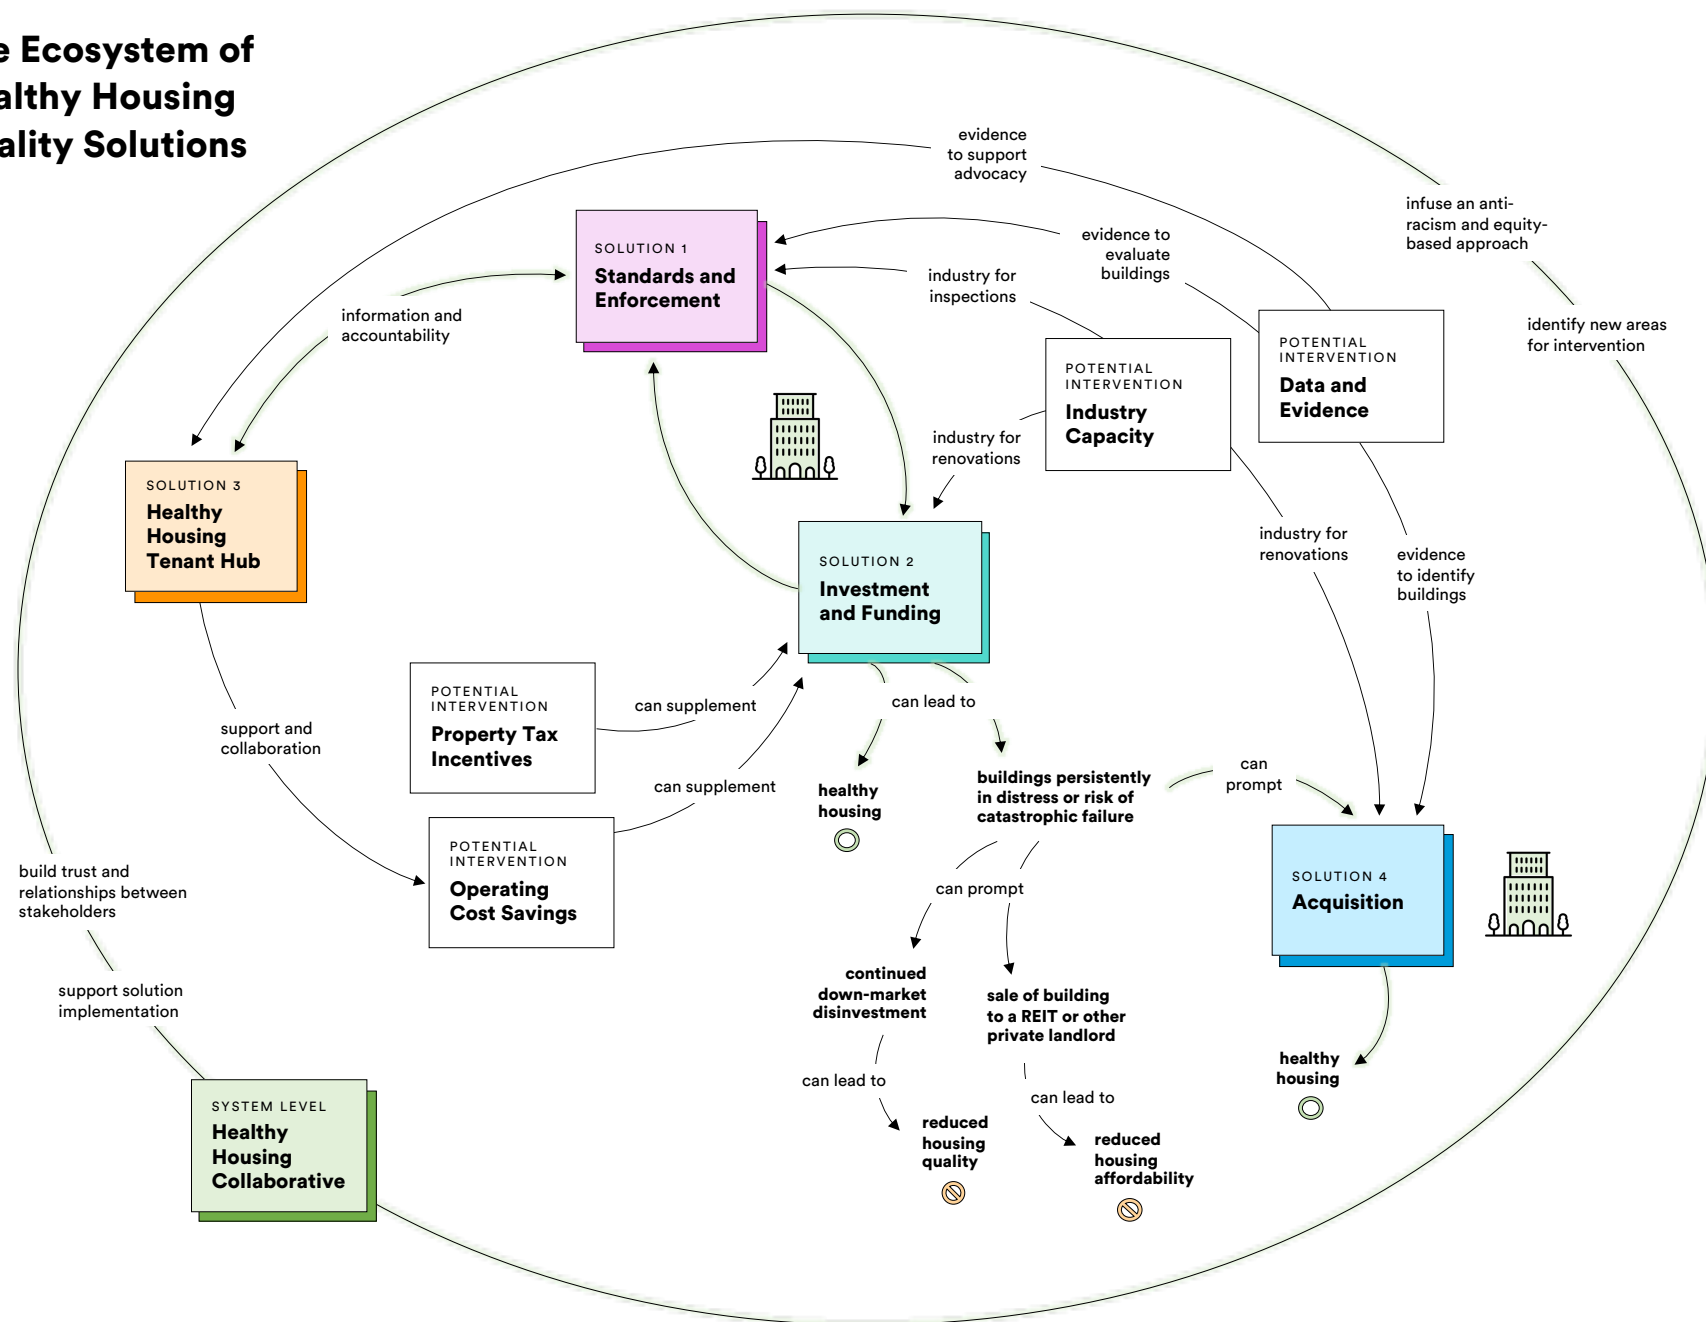 e Ecosystem of
althy Housing
ality Solutions
evidence
to support
advocacy
infuse an anti-
racism and equity-
based approach
SOLUTION 1
Standards and
Enforcement
evidence to
evaluate
buildings
industry for
inspections
information and
accountability
identify new areas
for intervention
POTENTIAL
INTERVENTION
Data and
Evidence
POTENTIAL
INTERVENTION
Industry
Capacity
industry for
renovations
SOLUTION 3
Healthy
Housing
Tenant Hub
industry for
renovations
evidence
to identify
buildings
SOLUTION 2
Investment
and Funding
POTENTIAL
INTERVENTION
Property Tax
Incentives
can supplement
can lead to
support and
collaboration
can supplement
healthy
housing
buildings persistently
in distress or risk of
catastrophic failure
can
prompt
POTENTIAL
INTERVENTION
Operating
Cost Savings
build trust and
relationships between
stakeholders
can prompt
SOLUTION 4
Acquisition
support solution
implementation
continued
down-market
disinvestment
sale of building
to a REIT or other
private landlord
can lead to
can lead to
healthy
housing
SYSTEM LEVEL
Healthy
Housing
Collaborative
reduced
housing
quality
reduced
housing
affordability